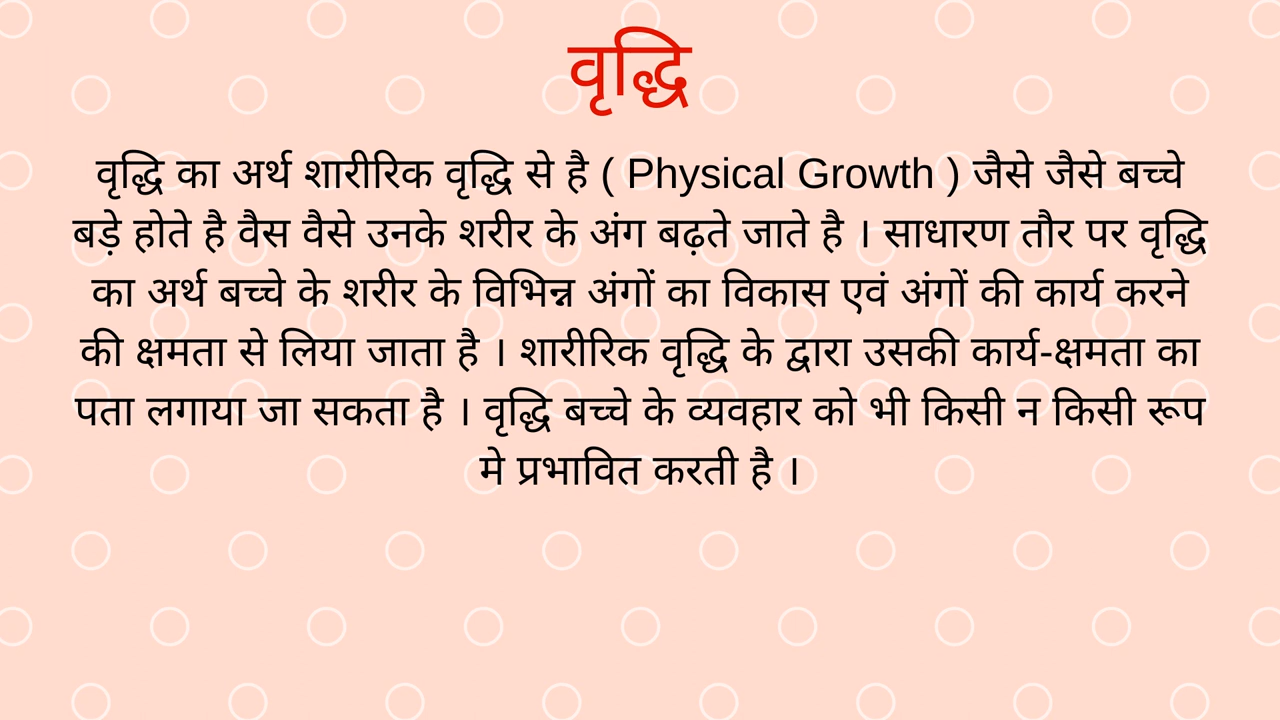 वृद्धि
वृद्धि का अर्थ शारीरिक वृद्धि से है ( Physical Growth ) जैसे जैसे बच्चे
बड़े होते है वैस वैसे उनके शरीर के अंग बढ़ते जाते है । साधारण तौर पर वृद्धि
का अर्थ बच्चे के शरीर के विभिन्न अंगों का विकास एवं अंगों की कार्य करने
की क्षमता से लिया जाता है । शारीरिक वृद्धि के द्वारा उसकी कार्य-क्षमता का
पता लगाया जा सकता है । वृद्धि बच्चे के व्यवहार को भी किसी न किसी रूप
मे प्रभावित करती है ।